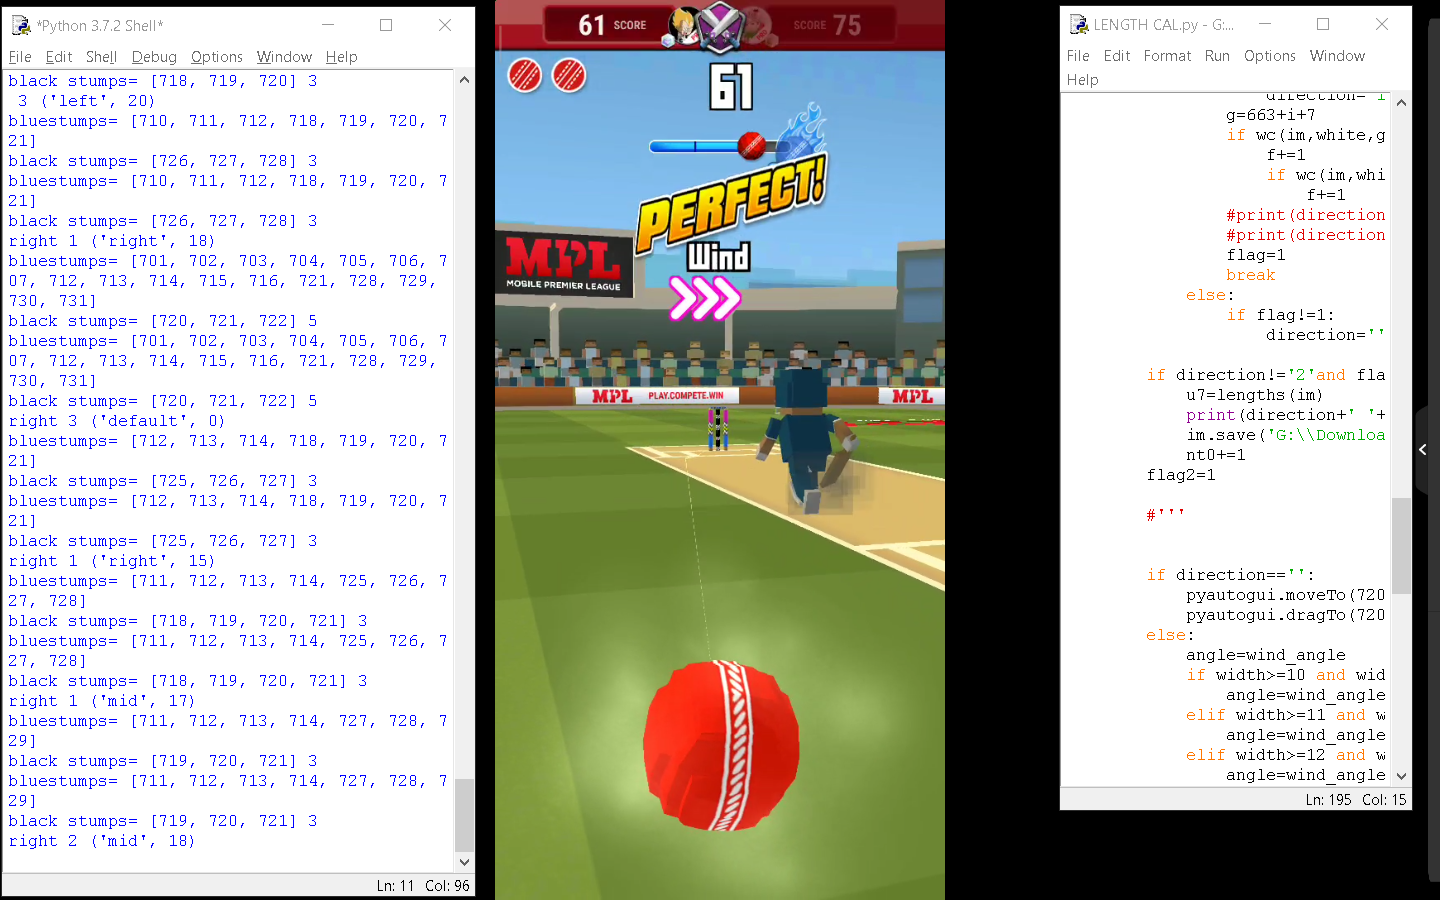 *Python 3.7.2 Shell*
File Edit Shell Debug Options Window Help
black stumps= [718, 719, 720] 3
3 ('left', 20)
bluestumps= [710, 711, 712, 718, 719, 720, 7
21]
black stumps= [726, 727, 728] 3
bluestumps= [710, 711, 712, 718, 719, 720, 7
21]
black stumps= [726, 727, 728] 3
right 1 ('right', 18)
bluestumps= [701, 702, 703, 704, 705, 706, 7
07, 712, 713, 714, 715, 716, 721, 728, 729,
730, 731]
black stumps= [720, 721, 722] 5
bluestumps= [701, 702, 703, 704, 705, 706, 7
07, 712, 713, 714, 715, 716, 721, 728, 729,
730, 731]
black stumps= [720, 721, 722] 5
right 3 ('default', 0)
bluestumps= [712, 713, 714, 718, 719, 720, 7
21]
black stumps= [725, 726, 727] 3
bluestumps= [712, 713, 714, 718, 719, 720, 7
21]
black stumps= [725, 726, 727] 3
right 1 ('right', 15)
bluestumps= [711, 712, 713, 714, 725, 726, 7
27, 728]
black stumps= [718, 719, 720, 721] 3
bluestumps= [711, 712, 713, 714, 725, 726, 7
27, 728]
black stumps= [718, 719, 720, 721] 3
right 1 ('mid', 17)
bluestumps= [711, 712, 713, 714, 727, 728, 7
29]
black stumps= [719, 720, 721] 3
bluestumps= [711, 712, 713, 714, 727, 728, 7
29]
black stumps= [719, 720, 721] 3
right 2 ('mid', 18)
Ln: 11 Col: 96
61 SCORE
SCORE 75
61
PERFECT!
Wind
MPL
MOBILE PREMIER LEAGUE
MPL PLAY.COMPETE.WIN
MPL
LENGTH CAL.py - G:...
File Edit Format Run Options Window
Help
direction='i
g=663+i+7
if wc(im,white,g
f+=1
if wc(im,whi
f+=1
#print(direction
#print(direction
flag=1
break
else:
if flag!=1:
direction=''
if direction!='2'and fla
u7=lengths(im)
print(direction+' '+
im.save('G:\\Downloa
nt0+=1
flag2=1
#'''
if direction=='':
pyautogui.moveTo(720
pyautogui.dragTo(720
else:
angle=wind_angle
if width>=10 and wid
angle=wind_angle
elif width>=11 and w
angle=wind_angle
elif width>=12 and w
angle=wind_angle
Ln: 195 Col: 15